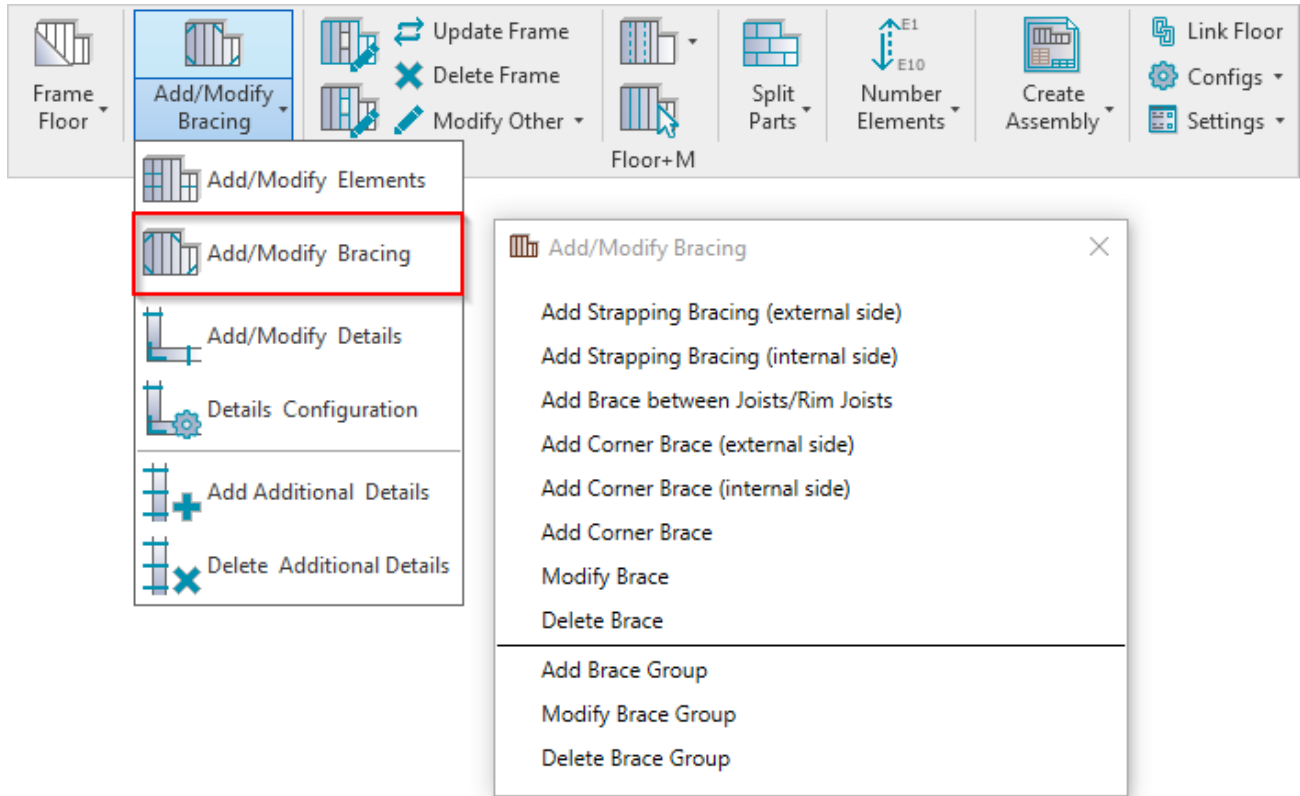 Frame
Floor
Add/Modify
Bracing
Update Frame
Delete Frame
Modify Other
Split
Parts
E1
E10
Number
Elements
Create
Assembly
Link Floor
Configs
Settings
Floor+M
Add/Modify Elements
Add/Modify Bracing
Add/Modify Details
Details Configuration
Add Additional Details
Delete Additional Details
Add/Modify Bracing
Add Strapping Bracing (external side)
Add Strapping Bracing (internal side)
Add Brace between Joists/Rim Joists
Add Corner Brace (external side)
Add Corner Brace (internal side)
Add Corner Brace
Modify Brace
Delete Brace
Add Brace Group
Modify Brace Group
Delete Brace Group